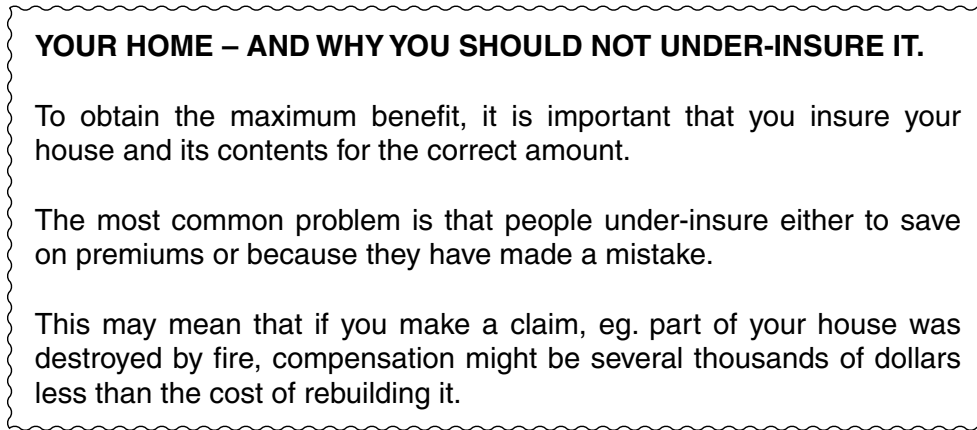 YOUR HOME – AND WHY YOU SHOULD NOT UNDER-INSURE IT.
To obtain the maximum benefit, it is important that you insure your
house and its contents for the correct amount.
The most common problem is that people under-insure either to save
on premiums or because they have made a mistake.
This may mean that if you make a claim, eg. part of your house was
destroyed by fire, compensation might be several thousands of dollars
less than the cost of rebuilding it.